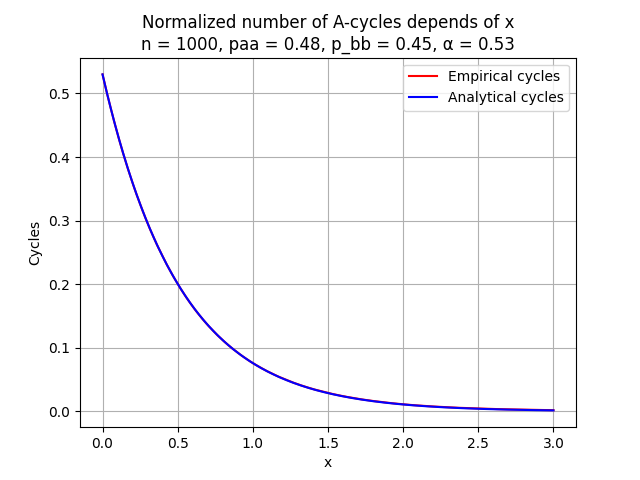 Normalized number of A-cycles depends of x
n = 1000, paa = 0.48, p_bb = 0.45, α = 0.53
Empirical cycles
Analytical cycles
Cycles
0.5
0.4
0.3
0.2
0.1
0.0
0.0 0.5 1.0 1.5 2.0 2.5 3.0
x